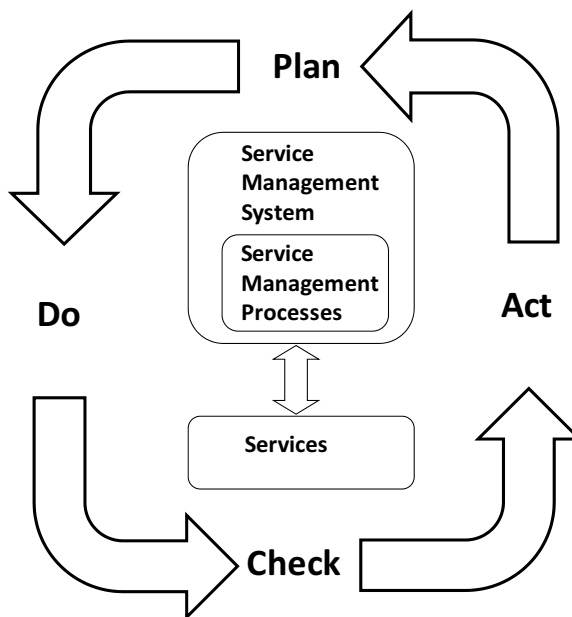 Plan
Service
Management
System
Service
Management
Processes
Do
Act
Services
Check